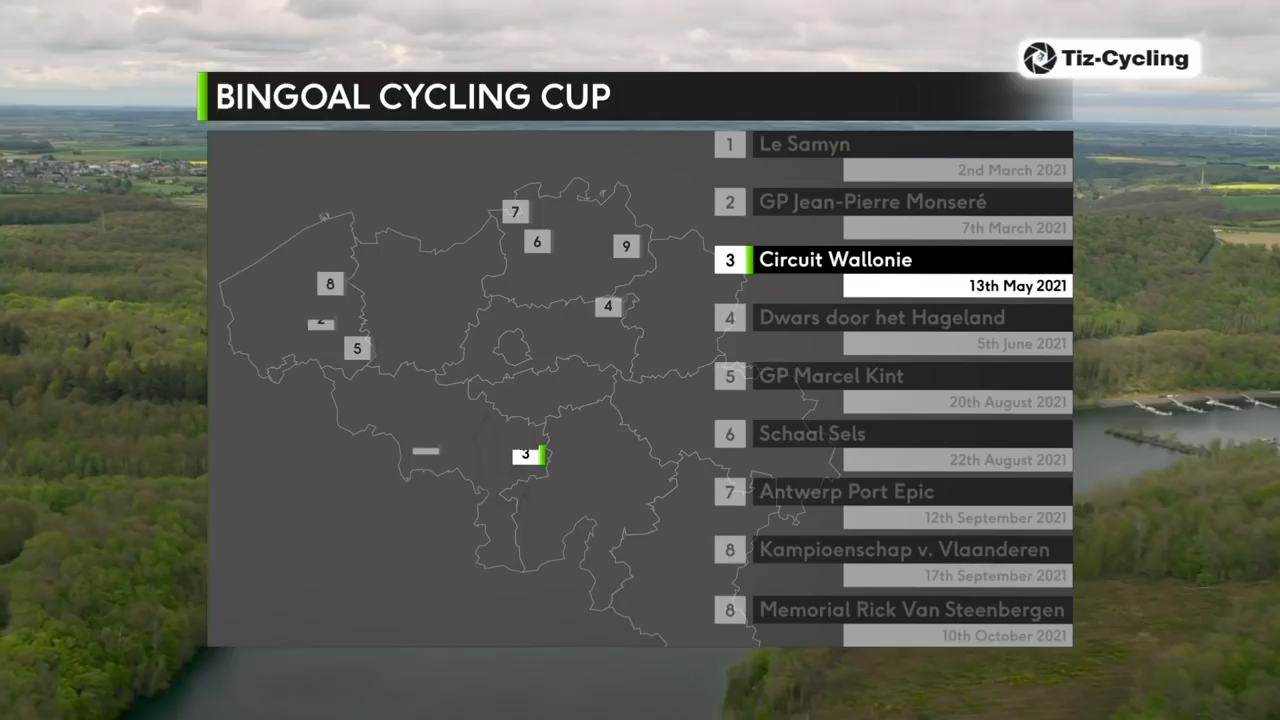 Tiz-Cycling
BINGOAL CYCLING CUP
1 Le Samyn
2nd March 2021
2 GP Jean-Pierre Monseré
7th March 2021
3 Circuit Wallonie
13th May 2021
4 Dwars door het Hageland
5th June 2021
5 GP Marcel Kint
20th August 2021
6 Schaal Sels
22th August 2021
7 Antwerp Port Epic
12th September 2021
8 Kampioenschap v. Vlaanderen
17th September 2021
8 Memorial Rick Van Steenbergen
10th October 2021
7
6
9
8
4
2
5
3